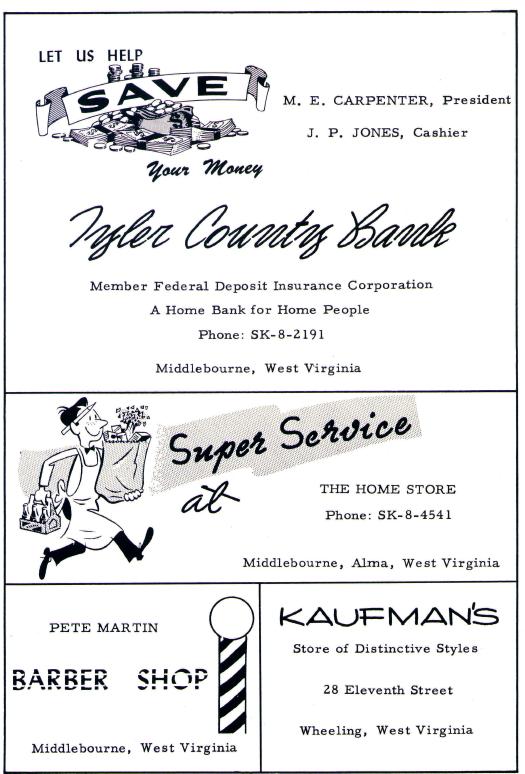 LET US HELP
SAVE
Your Money
M. E. CARPENTER, President
J. P. JONES, Cashier
Tyler County Bank
Member Federal Deposit Insurance Corporation
A Home Bank for Home People
Phone: SK-8-2191
Middlebourne, West Virginia
Super Service
at
THE HOME STORE
Phone: SK-8-4541
Middlebourne, Alma, West Virginia
PETE MARTIN
BARBER SHOP
Middlebourne, West Virginia
KAUFMAN'S
Store of Distinctive Styles
28 Eleventh Street
Wheeling, West Virginia